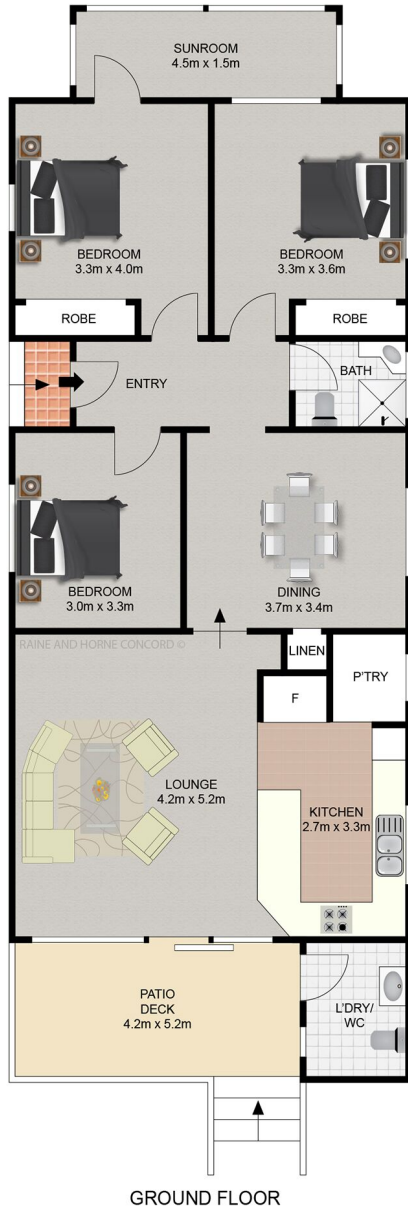 SUNROOM
4.5m x 1.5m
BEDROOM
3.3m x 4.0m
BEDROOM
3.3m x 3.6m
ROBE
ROBE
ENTRY
BATH
BEDROOM
3.0m x 3.3m
DINING
3.7m x 3.4m
RAINE AND HORNE CONCORD ©
LINEN
P'TRY
F
LOUNGE
4.2m x 5.2m
KITCHEN
2.7m x 3.3m
PATIO
DECK
4.2m x 5.2m
L'DRY/
WC
GROUND FLOOR